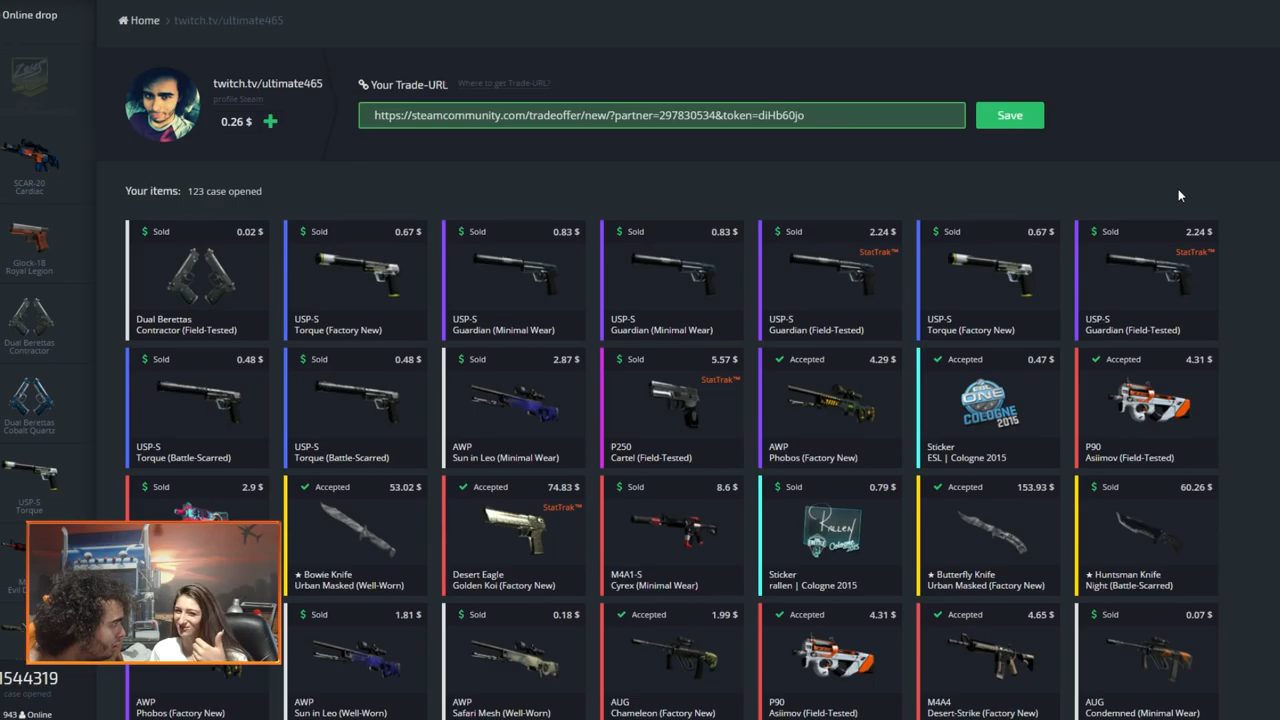 Online drop
Home > twitch.tv/ultimate465
twitch.tv/ultimate465
profile Steam
0.26 $
Your Trade-URL Where to get Trade-URL?
https://steamcommunity.com/tradeoffer/new/?partner=297830534&token=diHb60jo
Save
SCAR-20
Cardiac
Glock-18
Royal Legion
Dual Berettas
Contractor
Dual Berettas
Cobalt Quartz
USP-S
Torque
1544319
case opened
943 Online
Your items: 123 case opened
$ Sold 0.02 $
Dual Berettas
Contractor (Field-Tested)
$ Sold 0.67 $
USP-S
Torque (Factory New)
$ Sold 0.83 $
USP-S
Guardian (Minimal Wear)
$ Sold 0.83 $
USP-S
Guardian (Minimal Wear)
$ Sold 2.24 $
StatTrak™
USP-S
Guardian (Field-Tested)
$ Sold 0.67 $
USP-S
Torque (Factory New)
$ Sold 2.24 $
StatTrak™
USP-S
Guardian (Field-Tested)
$ Sold 0.48 $
USP-S
Torque (Battle-Scarred)
$ Sold 0.48 $
USP-S
Torque (Battle-Scarred)
$ Sold 2.87 $
AWP
Sun in Leo (Minimal Wear)
$ Sold 5.57 $
StatTrak™
P250
Cartel (Field-Tested)
Accepted 4.29 $
AWP
Phobos (Factory New)
Accepted 0.47 $
ESL
ONE
COLOGNE
2015
Sticker
ESL | Cologne 2015
Accepted 4.31 $
P90
Asiimov (Field-Tested)
$ Sold 2.9 $
Accepted 53.02 $
★ Bowie Knife
Urban Masked (Well-Worn)
Accepted 74.83 $
StatTrak™
Desert Eagle
Golden Koi (Factory New)
$ Sold 8.6 $
M4A1-S
Cyrex (Minimal Wear)
$ Sold 0.79 $
Sticker
rallen | Cologne 2015
Accepted 153.93 $
★ Butterfly Knife
Urban Masked (Factory New)
$ Sold 60.26 $
★ Huntsman Knife
Night (Battle-Scarred)
AWP
Phobos (Factory New)
$ Sold 1.81 $
AWP
Sun in Leo (Well-Worn)
$ Sold 0.18 $
AWP
Safari Mesh (Well-Worn)
Accepted 1.99 $
AUG
Chameleon (Factory New)
Accepted 4.31 $
P90
Asiimov (Field-Tested)
Accepted 4.65 $
M4A4
Desert-Strike (Factory New)
$ Sold 0.07 $
AUG
Condemned (Minimal Wear)